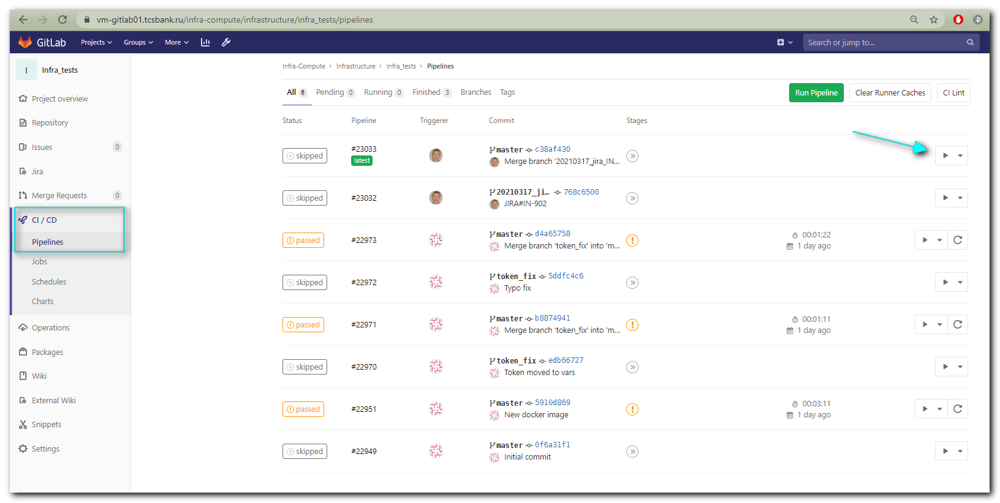 vm-gitlab01.tcsbank.ru/infra-compute/infrastructure/infra_tests/pipelines
GitLab Projects Groups More Search or jump to...
I Infra_tests
Project overview
Repository
Issues 0
Jira
Merge Requests 0
CI / CD
Pipelines
Jobs
Schedules
Charts
Operations
Packages
Wiki
External Wiki
Snippets
Settings
Infra-Compute > Infrastructure > Infra_tests > Pipelines
All 8 Pending 0 Running 0 Finished 3 Branches Tags Run Pipeline Clear Runner Caches CI Lint
Status Pipeline Triggerer Commit Stages
skipped #23033 master c38af430
latest Merge branch '20210317_jira_IN...
skipped #23032 20210317_ji... 768c6500
JIRA#IN-902
passed #22973 master d4a65758 00:01:22
Merge branch 'token_fix' into 'm... 1 day ago
skipped #22972 token_fix 5ddfc4c6
Typo fix
passed #22971 master b8874941 00:01:11
Merge branch 'token_fix' into 'm... 1 day ago
skipped #22970 token_fix edb66727
Token moved to vars
passed #22951 master 5910d869 00:03:11
New docker image 1 day ago
skipped #22949 master 0f6a31f1
Initial commit